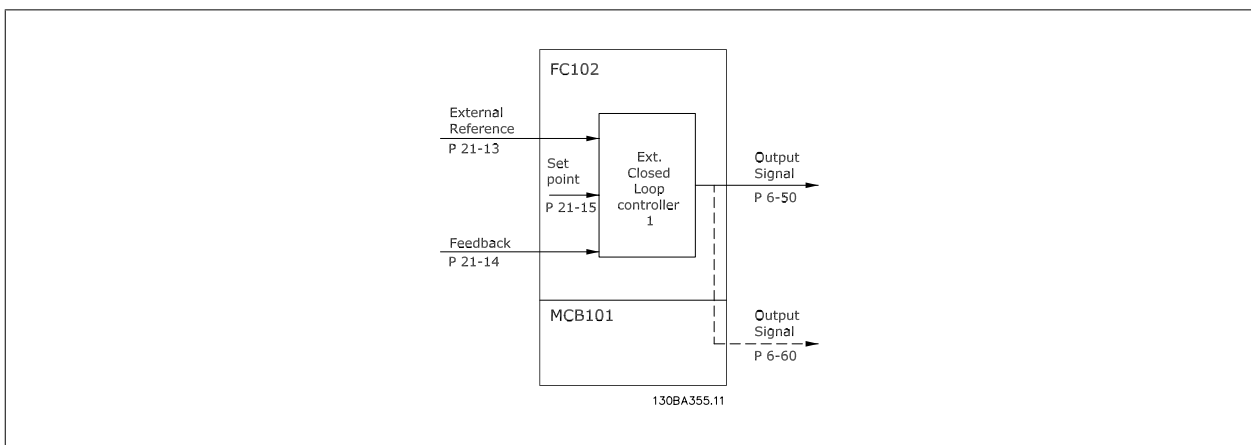 FC102
External
Reference
P 21-13
Set
point
P 21-15
Feedback
P 21-14
Ext.
Closed
Loop
controller
1
Output
Signal
P 6-50
MCB101
Output
Signal
P 6-60
130BA355.11